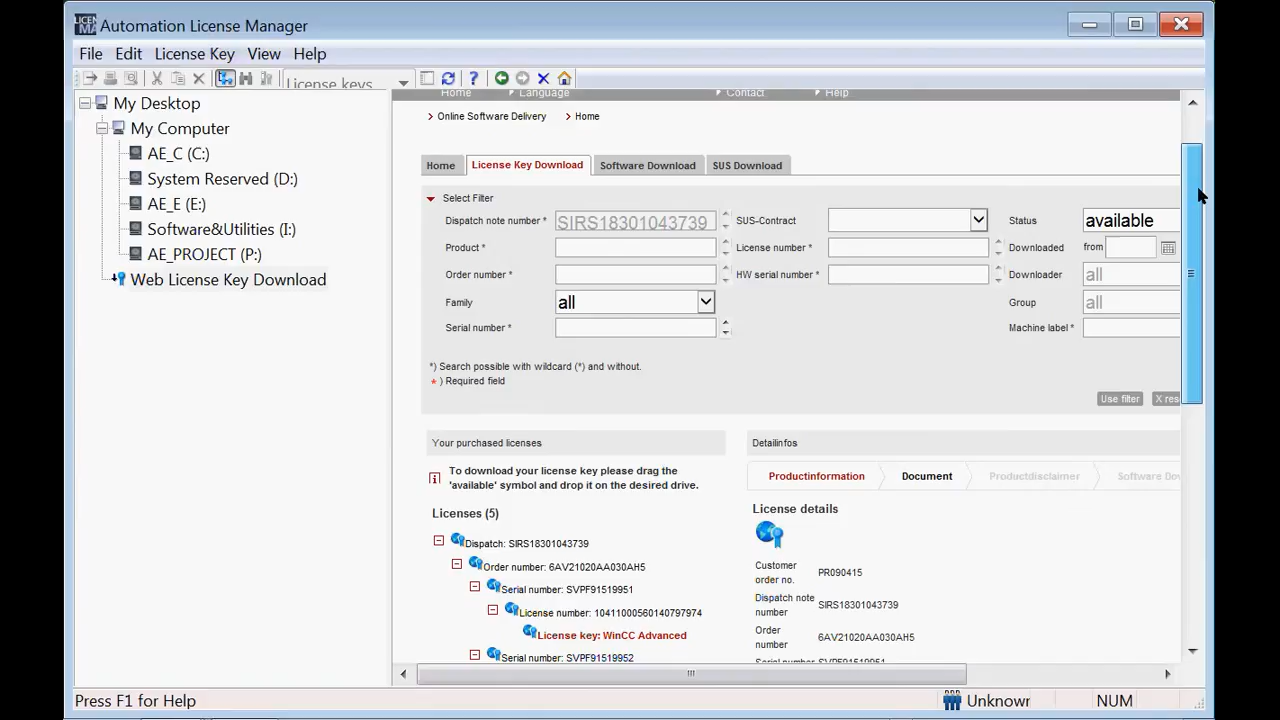 Automation License Manager
File Edit License Key View Help
License keys
My Desktop
My Computer
AE_C (C:)
System Reserved (D:)
AE_E (E:)
Software&Utilities (I:)
AE_PROJECT (P:)
Web License Key Download
Home Language Contact Help
Online Software Delivery Home
Home License Key Download Software Download SUS Download
Select Filter
Dispatch note number * SIRS18301043739 SUS-Contract Status available
Product * License number * Downloaded from
Order number * HW serial number * Downloader all
Family all Group all
Serial number * Machine label *
*) Search possible with wildcard (*) and without.
* ) Required field
Use filter X res
Your purchased licenses Detailinfos
To download your license key please drag the
'available' symbol and drop it on the desired drive.
Productinformation Document Productdisclaimer Software Do
Licenses (5)
License details
Dispatch: SIRS18301043739
Order number: 6AV21020AA030AH5
Serial number: SVPF91519951
License number: 10411000560140797974
License key: WinCC Advanced
Serial number: SVPF91519952
Customer
order no. PR090415
Dispatch note
number SIRS18301043739
Order
number 6AV21020AA030AH5
Serial number SVPF91519951
Press F1 for Help Unknowr NUM